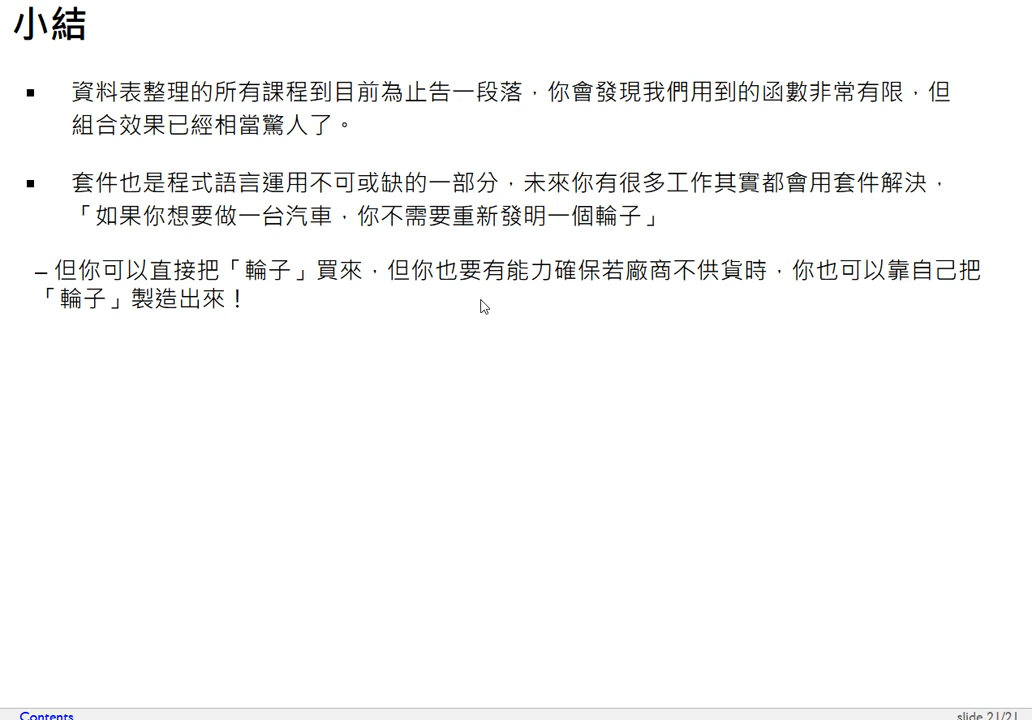 小結
▪ 資料表整理的所有課程到目前為止告一段落，你會發現我們用到的函數非常有限，但
組合效果已經相當驚人了。
▪ 套件也是程式語言運用不可或缺的一部分，未來你有很多工作其實都會用套件解決，
「如果你想要做一台汽車，你不需要重新發明一個輪子」
– 但你可以直接把「輪子」買來，但你也要有能力確保若廠商不供貨時，你也可以靠自己把
「輪子」製造出來！
Contents
slide 21/21